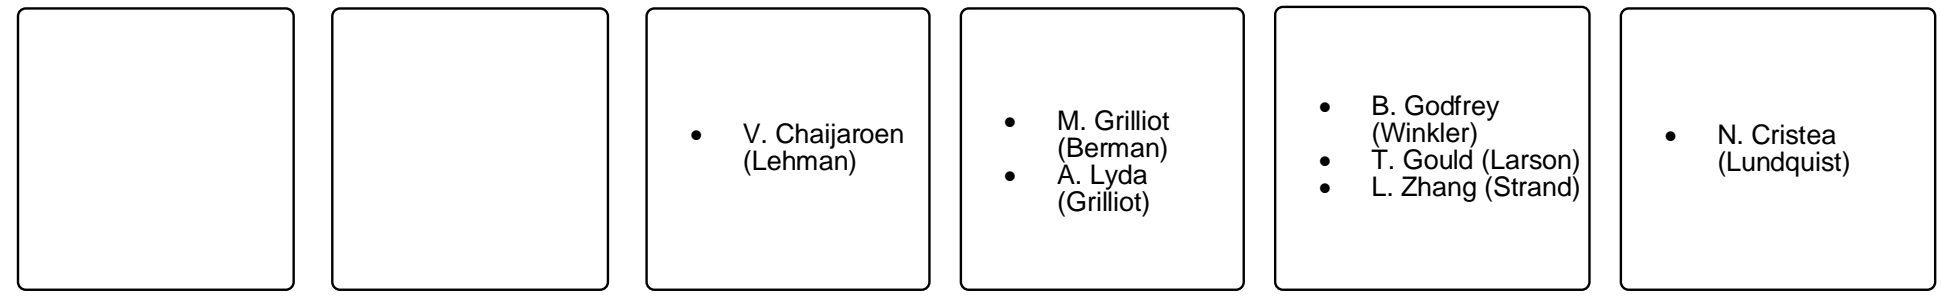 • V. Chaijaroen
(Lehman)
• M. Grilliot
(Berman)
• A. Lyda
(Grilliot)
• B. Godfrey
(Winkler)
• T. Gould (Larson)
• L. Zhang (Strand)
• N. Cristea
(Lundquist)